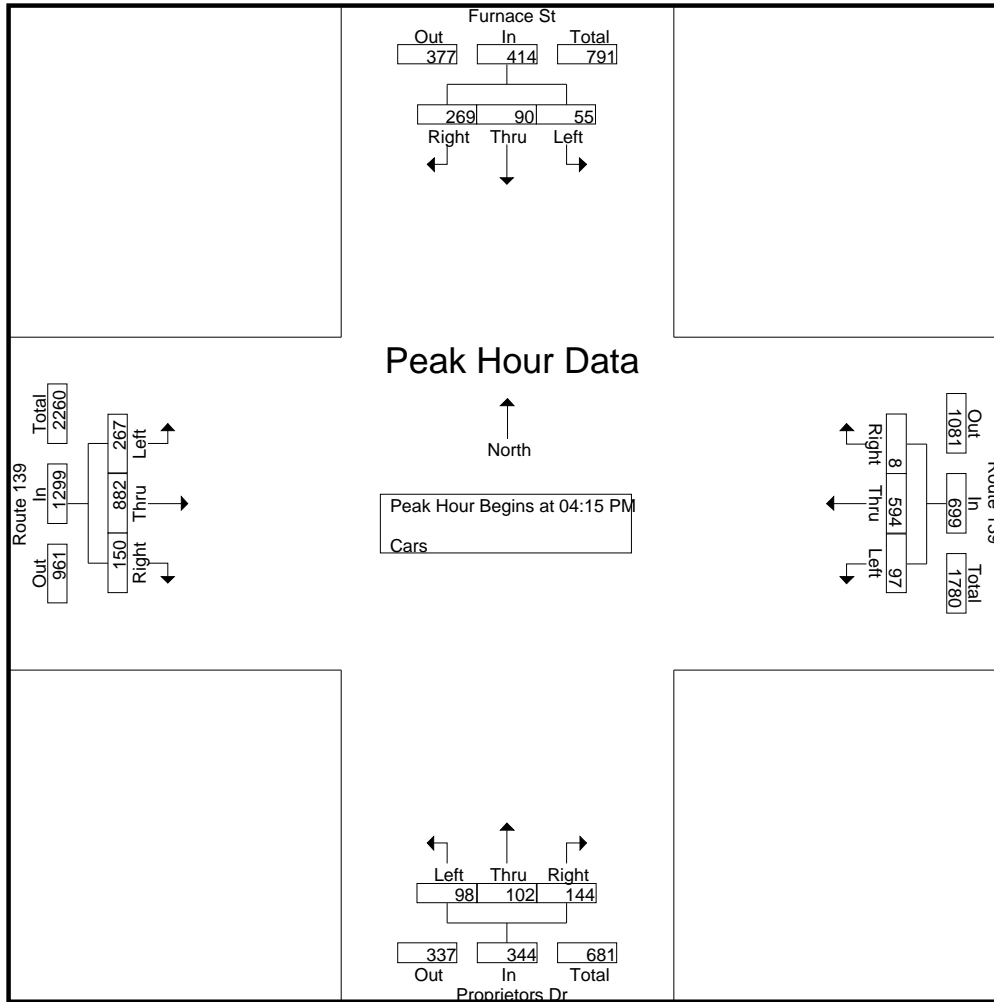 Furnace St
Out In Total
377 414 791
269 90 55
Right Thru Left
Peak Hour Data
North
Peak Hour Begins at 04:15 PM
Cars
Route 139
Total In Out
2260 1299 961
Left Thru Right
267 882 150
Out In Total
1081 699 1780
Right Thru Left
8 594 97
Route 139
Left Thru Right
98 102 144
337 344 681
Out In Total
Proprietors Dr